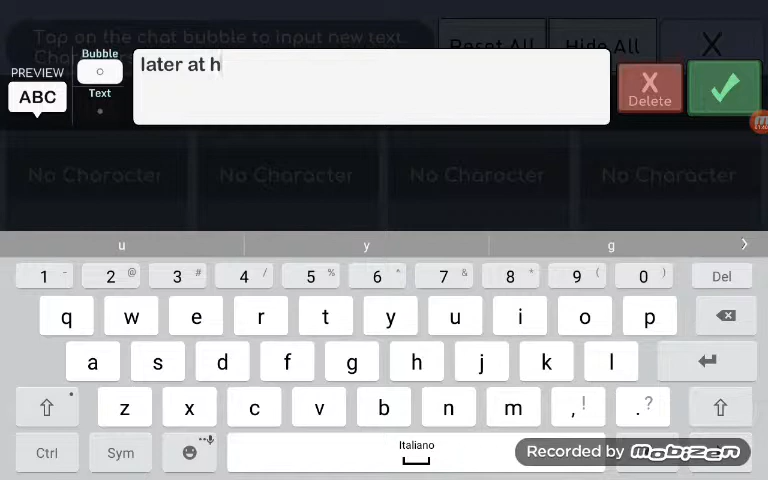 Tap on the chat bubble to input new text.
Reset All
Hide All
X
Bubble
later at h
PREVIEW
ABC
Text
X
Delete
No Character
No Character
No Character
No Character
u
y
g
1 -
2 @
3 #
4 /
5 %
6 ^
7 &
8 *
9 (
0 )
Del
q w e r t y u i o p
a s d f g h j k l
z x c v b n m , ! . ?
Ctrl
Sym
Italiano
Recorded by
mobizen